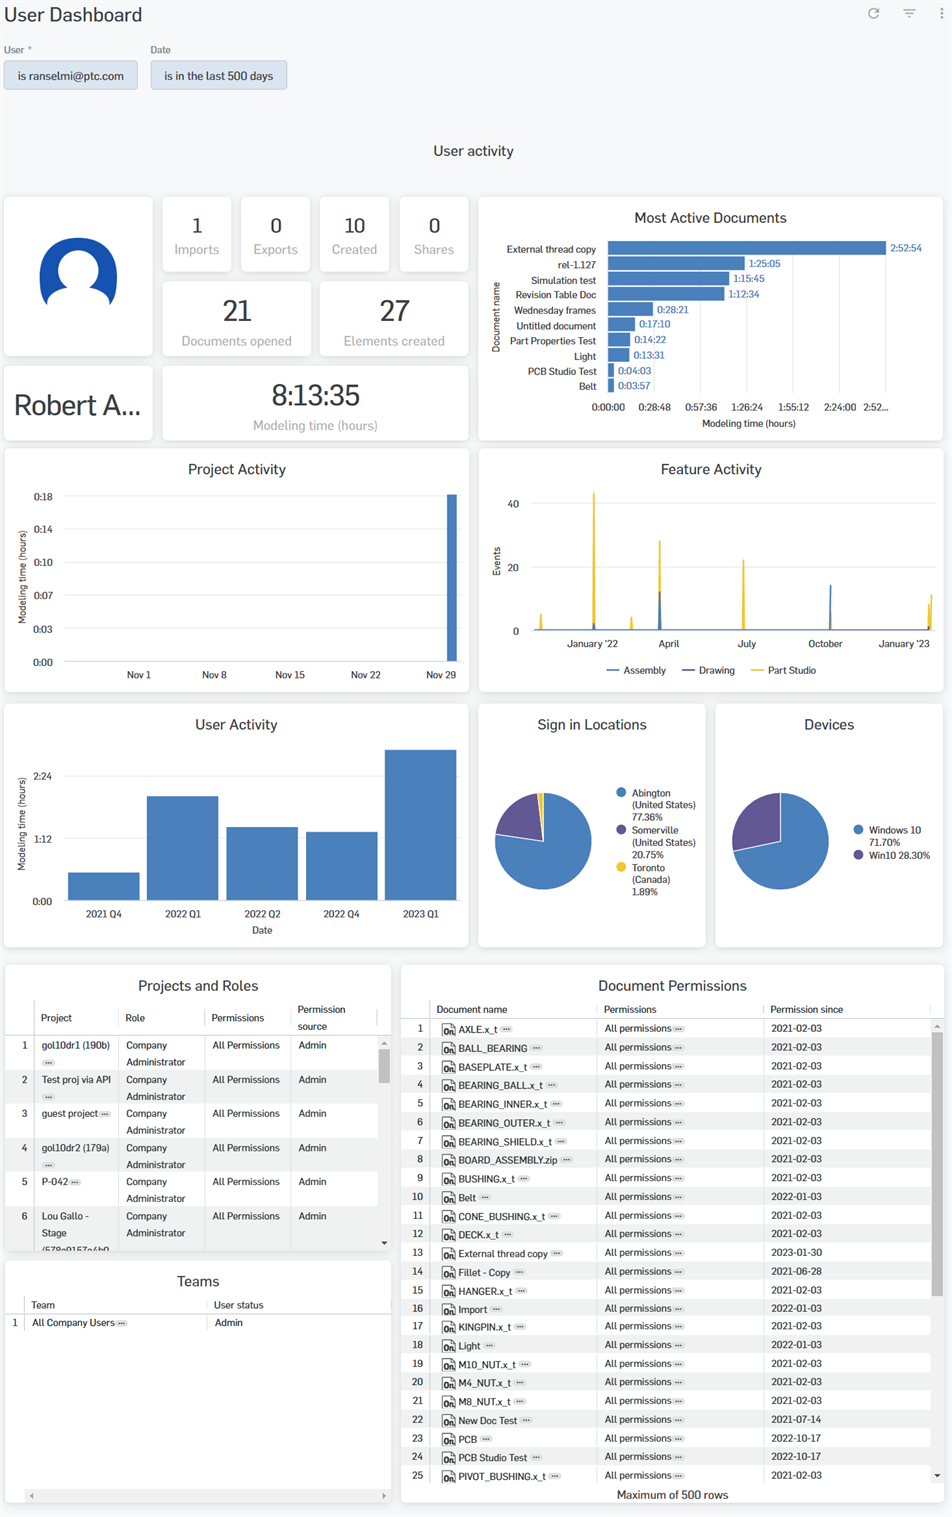 User Dashboard
User *
Date
is ranselmi@ptc.com
is in the last 500 days
User activity
1
Imports
0
Exports
10
Created
0
Shares
21
Documents opened
27
Elements created
Robert A...
8:13:35
Modeling time (hours)
Most Active Documents
Document name
External thread copy 2:52:54
rel-1.127 1:25:05
Simulation test 1:15:45
Revision Table Doc 1:12:34
Wednesday frames 0:28:21
Untitled document 0:17:10
Part Properties Test 0:14:22
Light 0:13:31
PCB Studio Test 0:04:03
Belt 0:03:57
0:00:00 0:28:48 0:57:36 1:26:24 1:55:12 2:24:00 2:52...
Modeling time (hours)
Project Activity
Modeling time (hours)
0:18
0:14
0:10
0:07
0:03
0:00
Nov 1 Nov 8 Nov 15 Nov 22 Nov 29
Feature Activity
Events
40
20
0
January '22 April July October January '23
Assembly Drawing Part Studio
User Activity
Modeling time (hours)
2:24
1:12
0:00
2021 Q4 2022 Q1 2022 Q2 2022 Q4 2023 Q1
Date
Sign in Locations
Abington
(United States)
77.36%
Somerville
(United States)
20.75%
Toronto
(Canada)
1.89%
Devices
Windows 10
71.70%
Win10 28.30%
Projects and Roles
Project Role Permissions Permission
source
1 gol10dr1 (190b) Company All Permissions Admin
Administrator
2 Test proj via API Company All Permissions Admin
Administrator
3 guest project Company All Permissions Admin
Administrator
4 gol10dr2 (179a) Company All Permissions Admin
Administrator
5 P-042 Company All Permissions Admin
Administrator
6 Lou Gallo - Company All Permissions Admin
Stage Administrator
Teams
Team User status
1 All Company Users Admin
Document Permissions
Document name Permissions Permission since
1 AXLE.x_t All permissions 2021-02-03
2 BALL_BEARING All permissions 2021-02-03
3 BASEPLATE.x_t All permissions 2021-02-03
4 BEARING_BALL.x_t All permissions 2021-02-03
5 BEARING_INNER.x_t All permissions 2021-02-03
6 BEARING_OUTER.x_t All permissions 2021-02-03
7 BEARING_SHIELD.x_t All permissions 2021-02-03
8 BOARD_ASSEMBLY.zip All permissions 2021-02-03
9 BUSHING.x_t All permissions 2021-02-03
10 Belt All permissions 2022-01-03
11 CONE_BUSHING.x_t All permissions 2021-02-03
12 DECK.x_t All permissions 2021-02-03
13 External thread copy All permissions 2023-01-30
14 Fillet - Copy All permissions 2021-06-28
15 HANGER.x_t All permissions 2021-02-03
16 Import All permissions 2022-01-03
17 KINGPIN.x_t All permissions 2021-02-03
18 Light All permissions 2022-01-03
19 M10_NUT.x_t All permissions 2021-02-03
20 M4_NUT.x_t All permissions 2021-02-03
21 M8_NUT.x_t All permissions 2021-02-03
22 New Doc Test All permissions 2021-07-14
23 PCB All permissions 2022-10-17
24 PCB Studio Test All permissions 2022-10-17
25 PIVOT_BUSHING.x_t All permissions 2021-02-03
Maximum of 500 rows